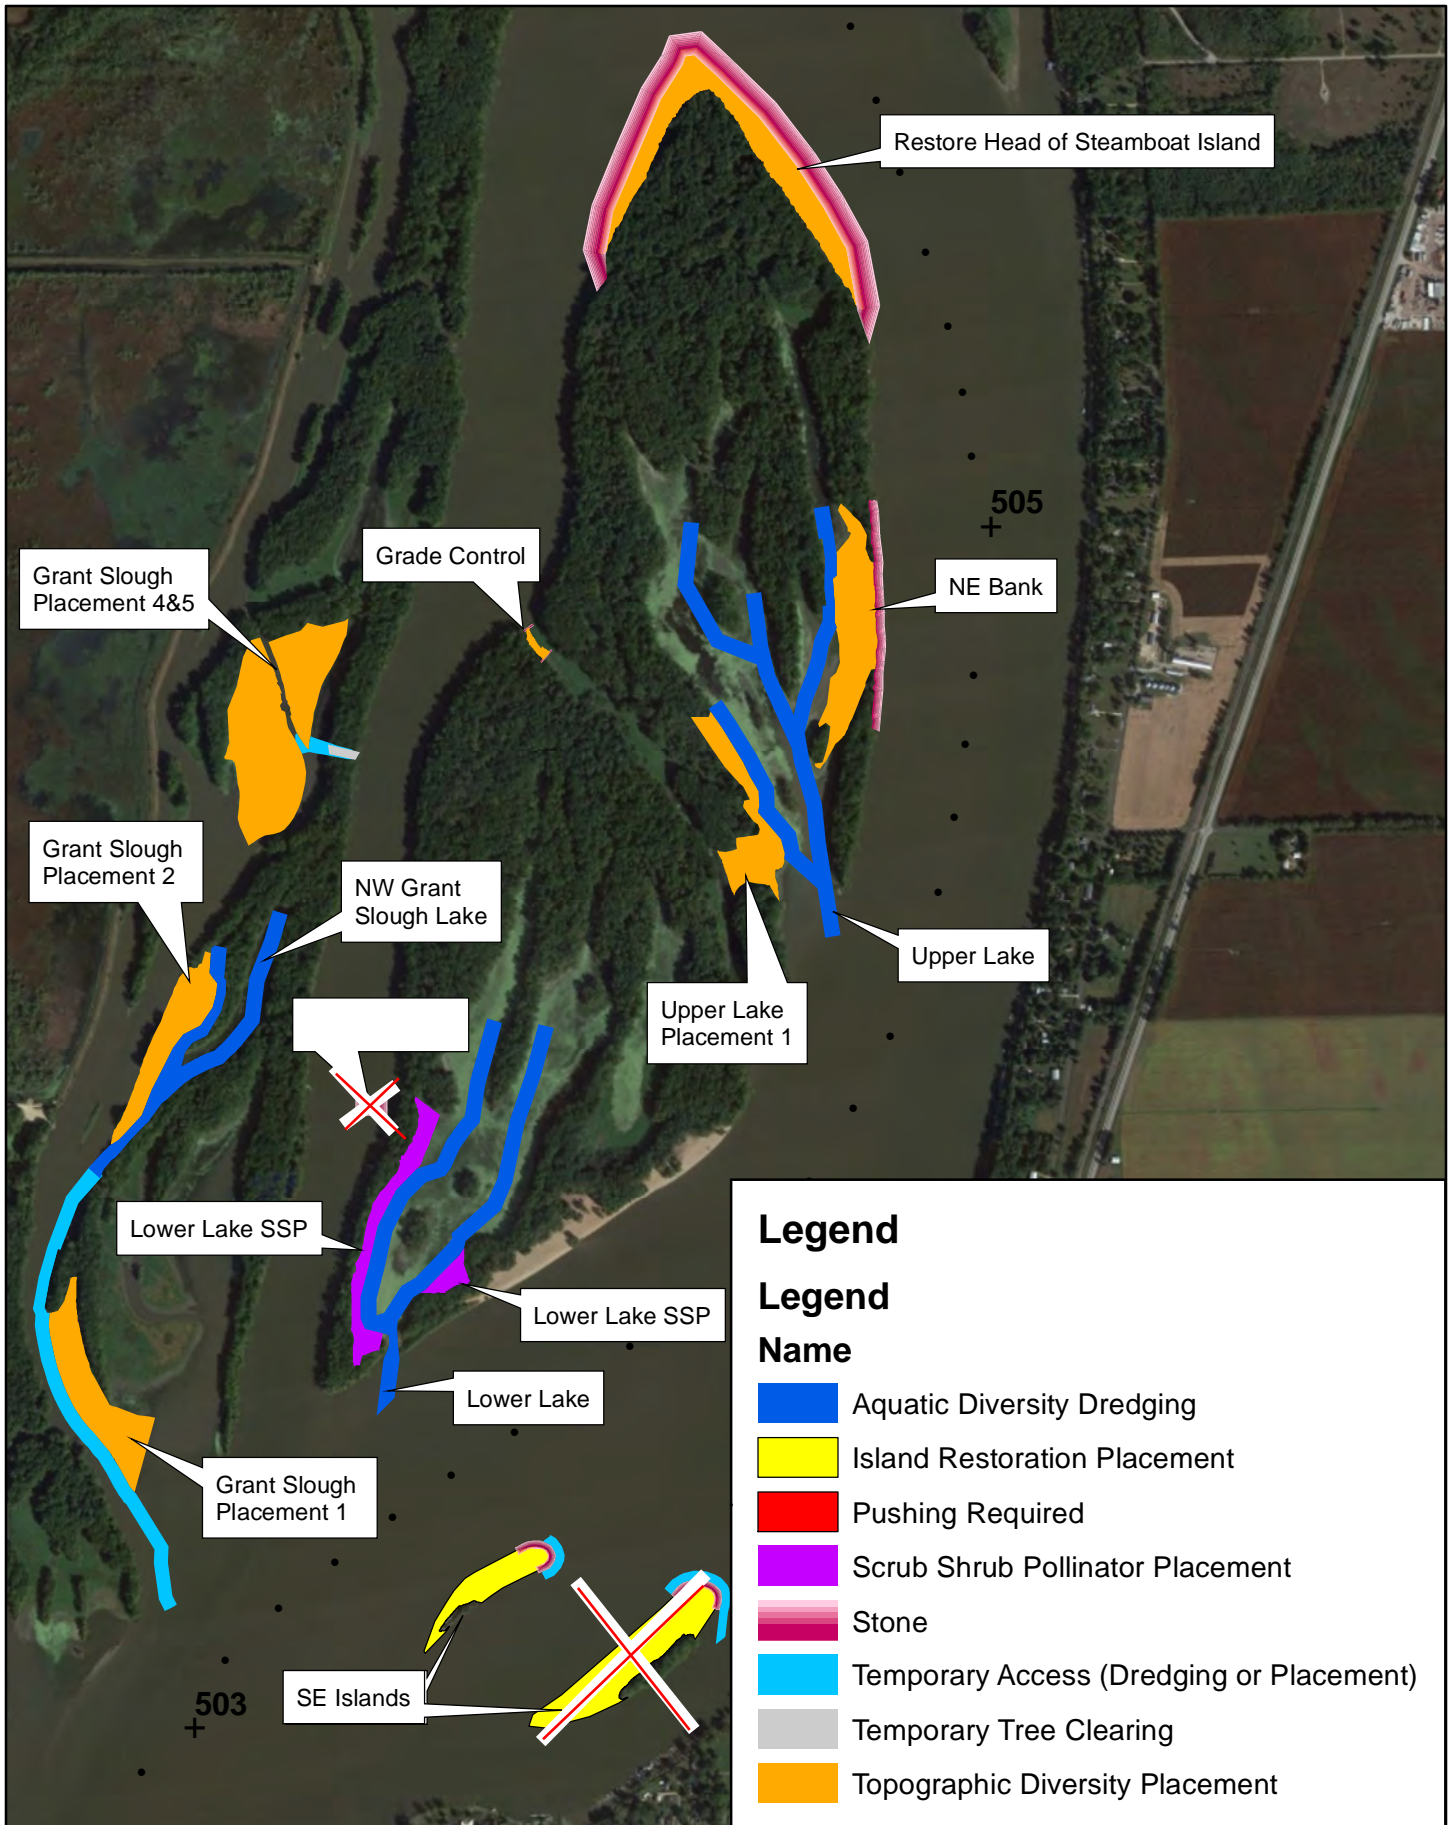 Restore Head of Steamboat Island
505
Grade Control
Grant Slough
Placement 4&5
NE Bank
Grant Slough
Placement 2
NW Grant
Slough Lake
Upper Lake
Upper Lake
Placement 1
Lower Lake SSP
Lower Lake SSP
Lower Lake
Grant Slough
Placement 1
SE Islands
503
Legend
Legend
Name
Aquatic Diversity Dredging
Island Restoration Placement
Pushing Required
Scrub Shrub Pollinator Placement
Stone
Temporary Access (Dredging or Placement)
Temporary Tree Clearing
Topographic Diversity Placement